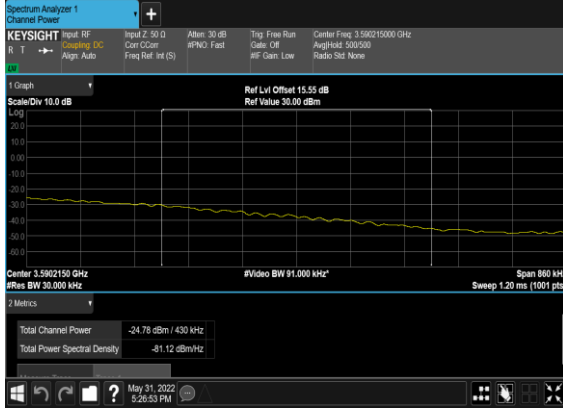 Spectrum Analyzer 1
Channel Power
+
KEYSIGHT
R T
LXI
Input: RF
Coupling: DC
Align: Auto
Input Z: 50 Ω
Corr CCorr
Freq Ref: Int (S)
Atten: 30 dB
#PNO: Fast
Trig: Free Run
Gate: Off
#IF Gain: Low
Center Freq: 3.590215000 GHz
Avg|Hold: 500/500
Radio Std: None
1 Graph
Scale/Div 10.0 dB
Ref Lvl Offset 15.55 dB
Ref Value 30.00 dBm
Log
20.0
10.0
0.00
-10.0
-20.0
-30.0
-40.0
-50.0
-60.0
Center 3.5902150 GHz
#Video BW 91.000 kHz*
Span 860 kH
#Res BW 30.000 kHz
Sweep 1.20 ms (1001 pts
2 Metrics
Total Channel Power -24.78 dBm / 430 kHz
Total Power Spectral Density -81.12 dBm/Hz
?
May 31, 2022
5:26:53 PM